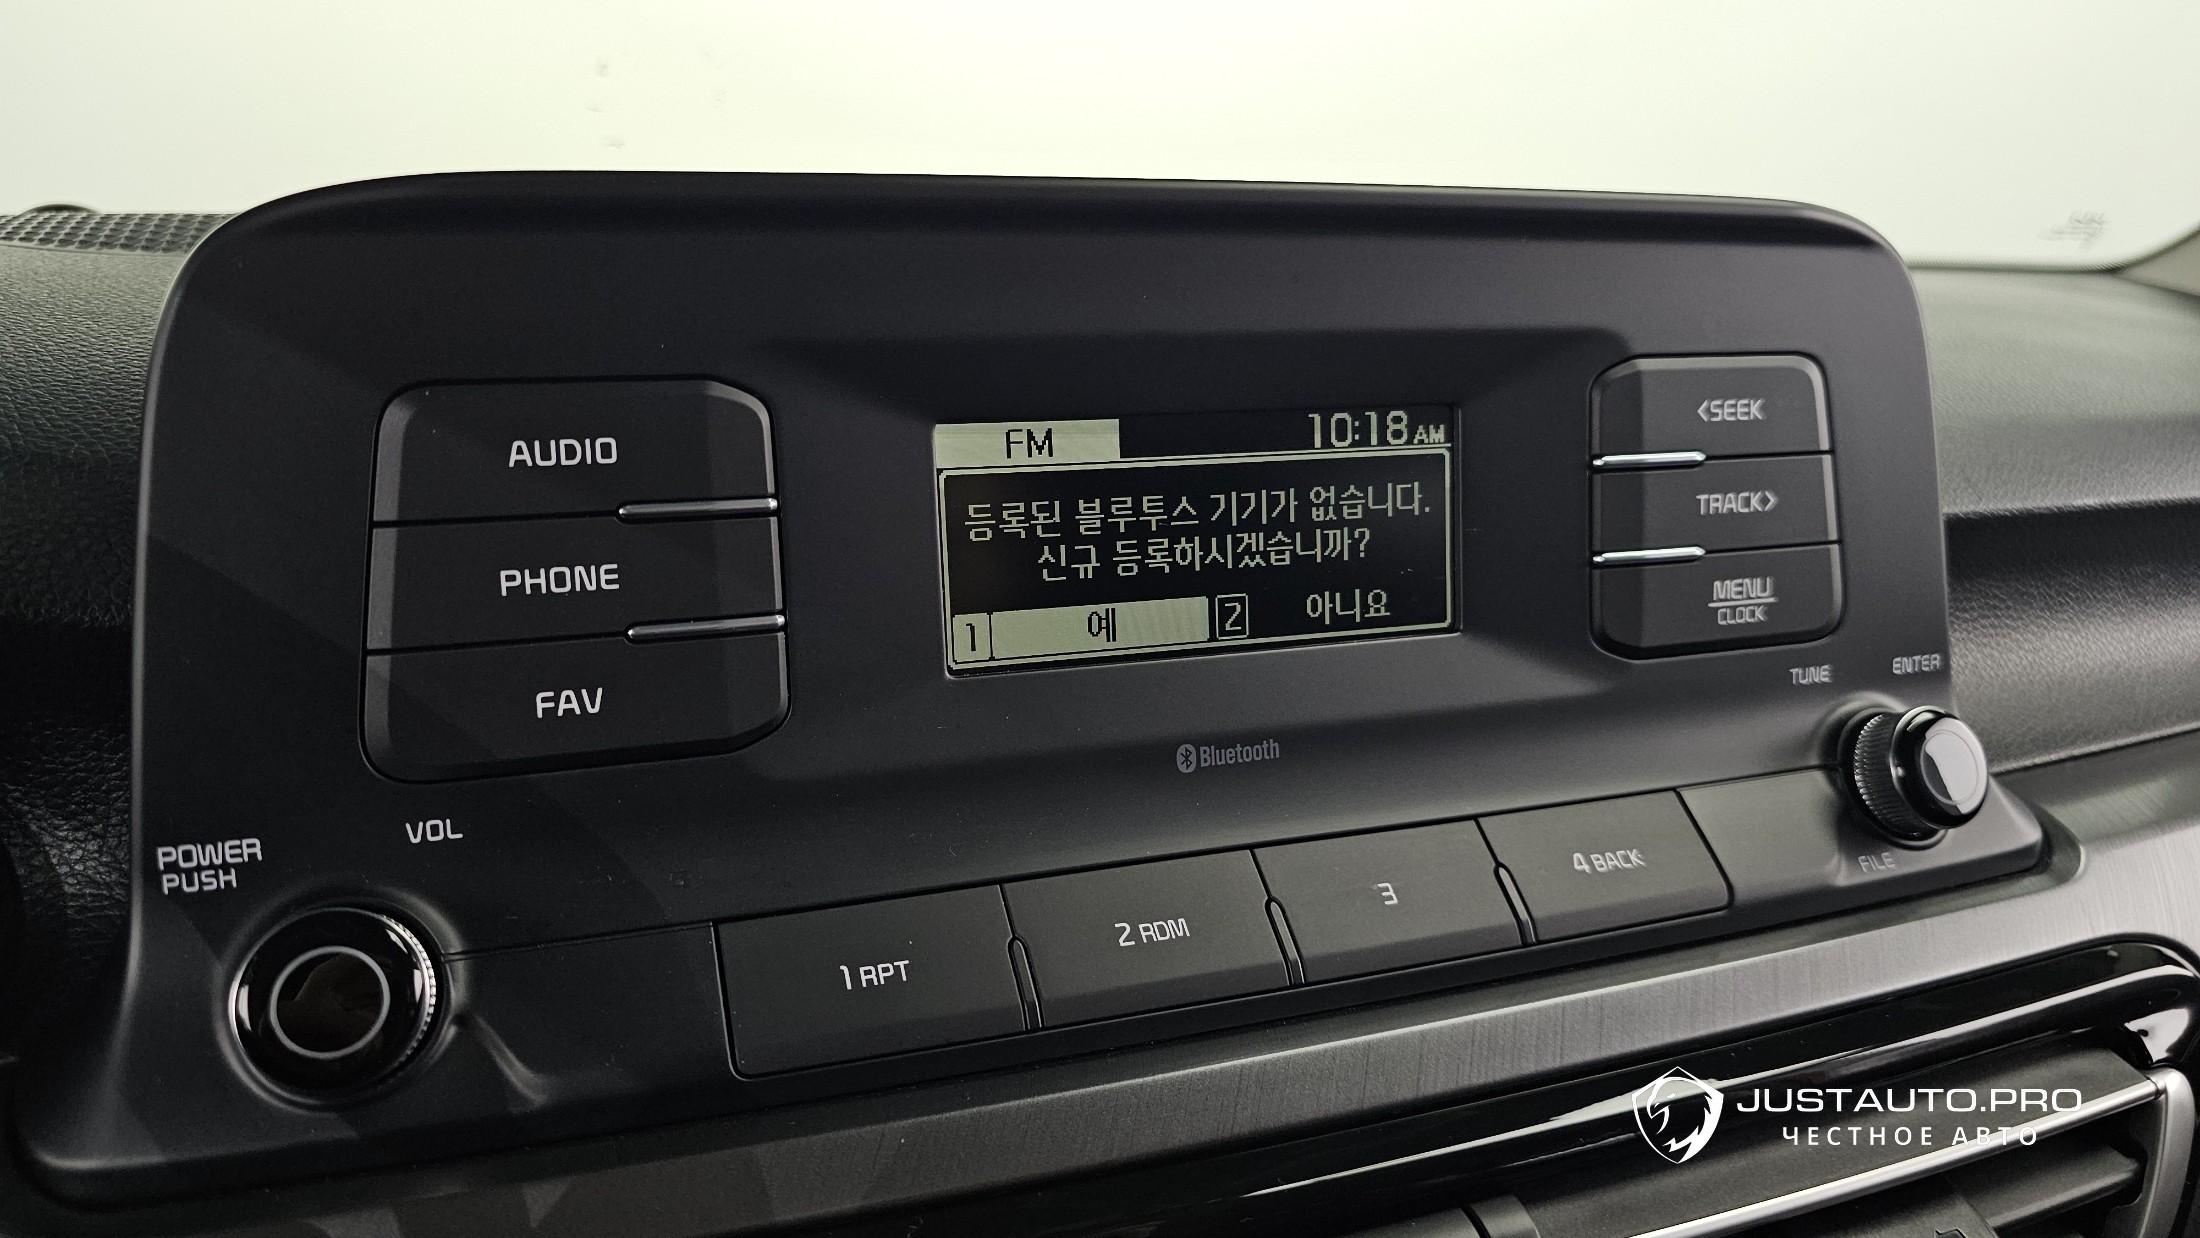 FM
10:18 AM
등록된 블루투스 기기가 없습니다.
신규 등록하시겠습니까?
1 예 2 아니요
AUDIO
PHONE
FAV
<SEEK
TRACK>
MENU
CLOCK
TUNE
ENTER
FILE
Bluetooth
POWER
PUSH
VOL
1 RPT
2 RDM
3
4 BACK
JUSTAUTO.PRO
ЧЕСТНОЕ АВТО